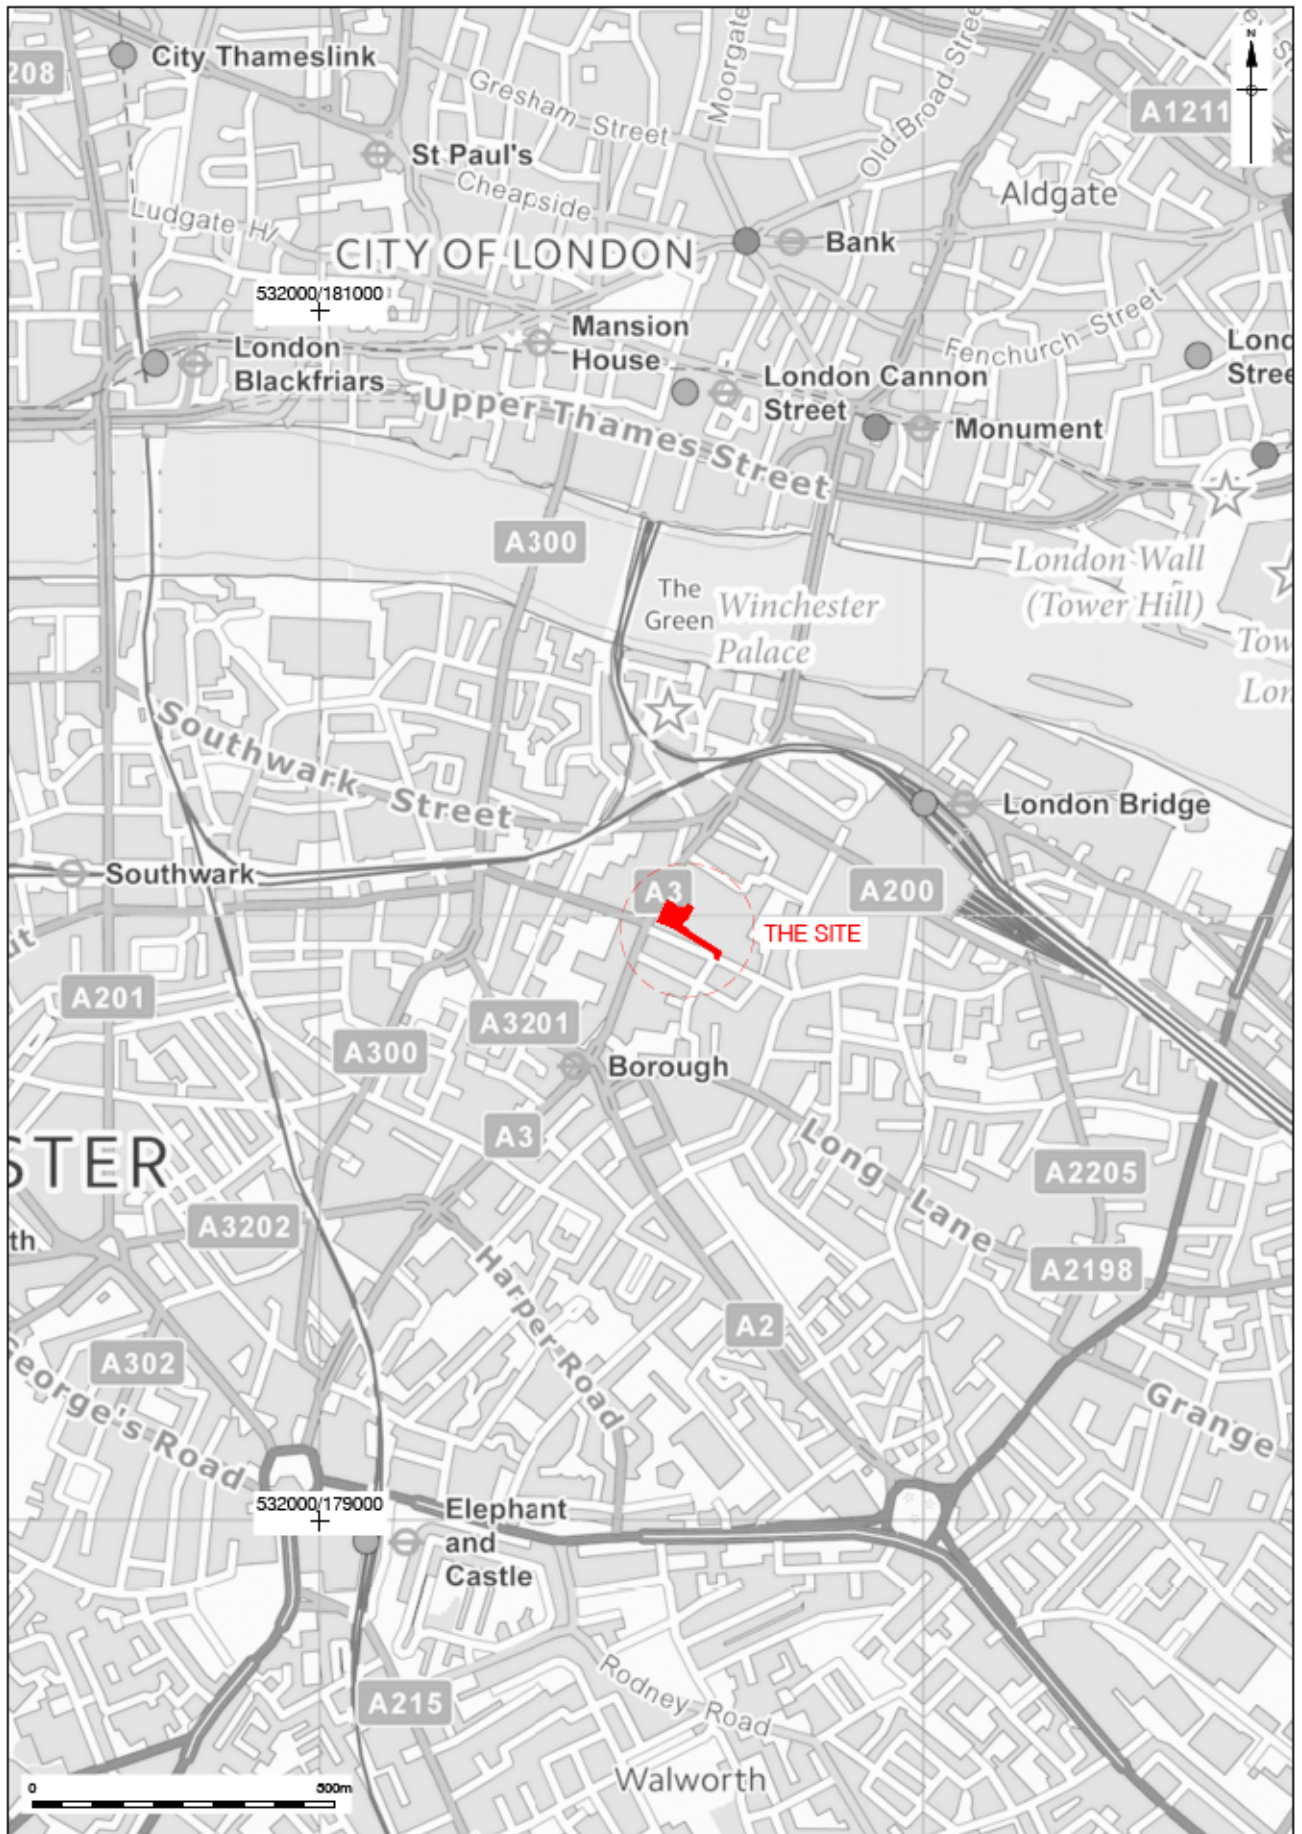 City Thameslink
208
Moorgate
Old Broad Street
N
A1211
Gresham Street
St Paul's
Cheapside
Aldgate
Ludgate H/
CITY OF LONDON
Bank
532000/181000
Mansion
House
Fenchurch Street
London
Blackfriars
Lond
Stree
London Cannon
Street
Upper Thames Street
Monument
A300
London Wall
(Tower Hill)
The
Green
Winchester
Palace
Tow
Lon
Southwark Street
London Bridge
Southwark
A3
A200
THE SITE
ut
A201
A3201
A300
Borough
A3
Long Lane
STER
A2205
A3202
th
A2198
Harper Road
A2
A302
George's Road
Grange
532000/179000
Elephant
and
Castle
Rodney Road
A215
Walworth
0 500m